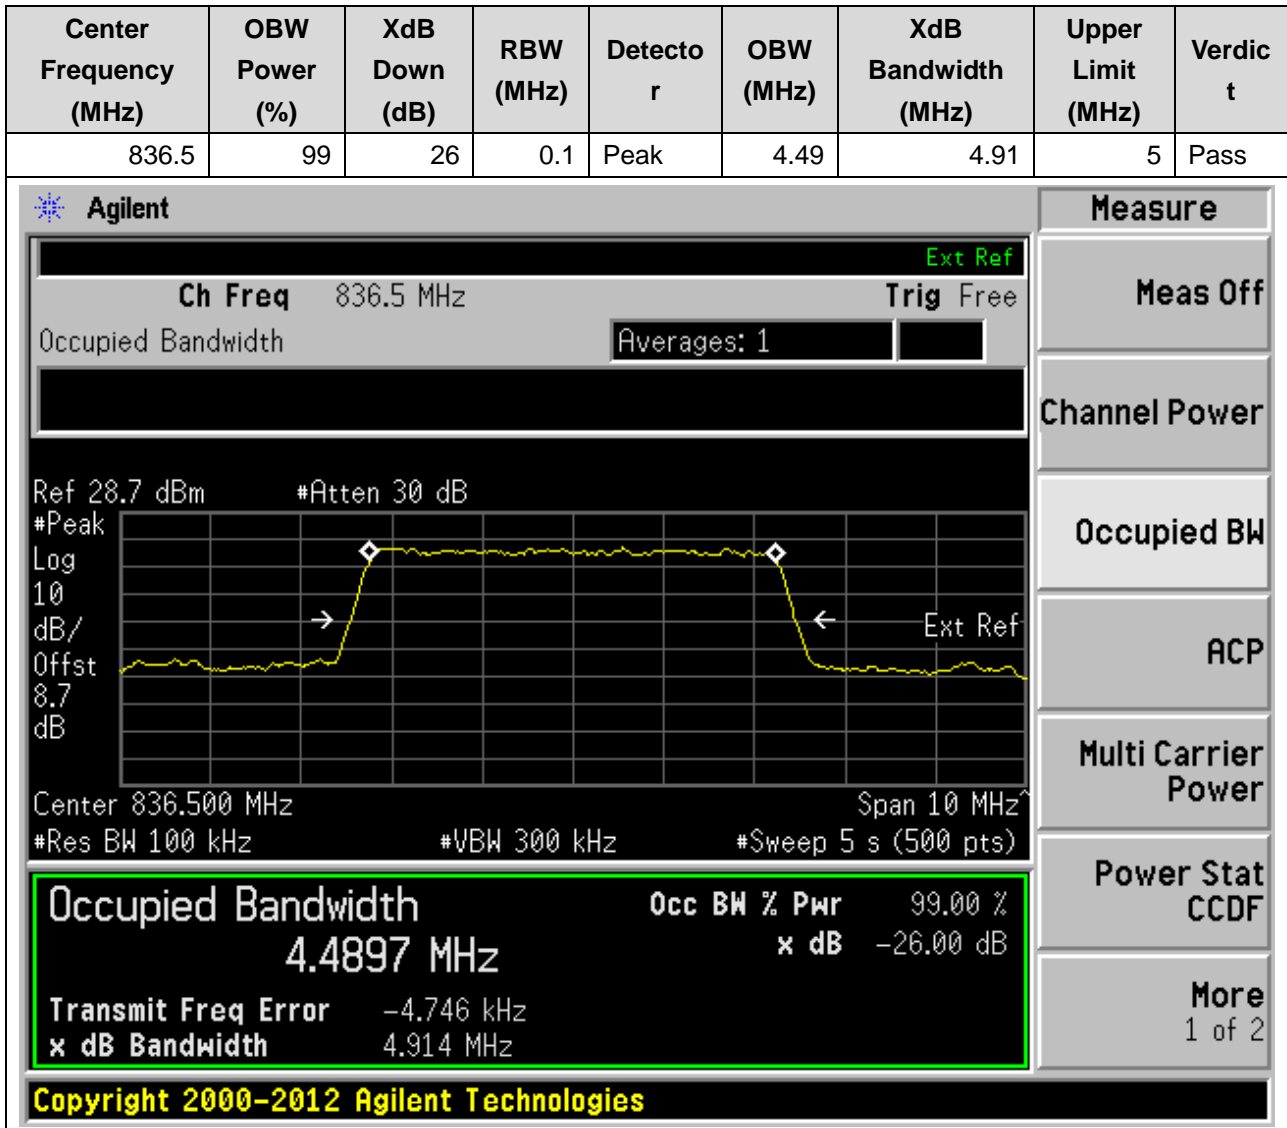 Center Frequency (MHz) OBW Power (%) XdB Down (dB) RBW (MHz) Detecto r OBW (MHz) XdB Bandwidth (MHz) Upper Limit (MHz) Verdic t
836.5 99 26 0.1 Peak 4.49 4.91 5 Pass
Agilent
Measure
Ext Ref
Ch Freq 836.5 MHz Trig Free
Occupied Bandwidth Averages: 1
Ref 28.7 dBm #Atten 30 dB
#Peak
Log
10
dB/
Offst
8.7
dB
Ext Ref
Center 836.500 MHz Span 10 MHz^
#Res BW 100 kHz #VBW 300 kHz #Sweep 5 s (500 pts)
Occupied Bandwidth
4.4897 MHz
Occ BW % Pwr 99.00 %
x dB -26.00 dB
Transmit Freq Error -4.746 kHz
x dB Bandwidth 4.914 MHz
Meas Off
Channel Power
Occupied BW
ACP
Multi Carrier
Power
Power Stat
CCDF
More
1 of 2
Copyright 2000-2012 Agilent Technologies